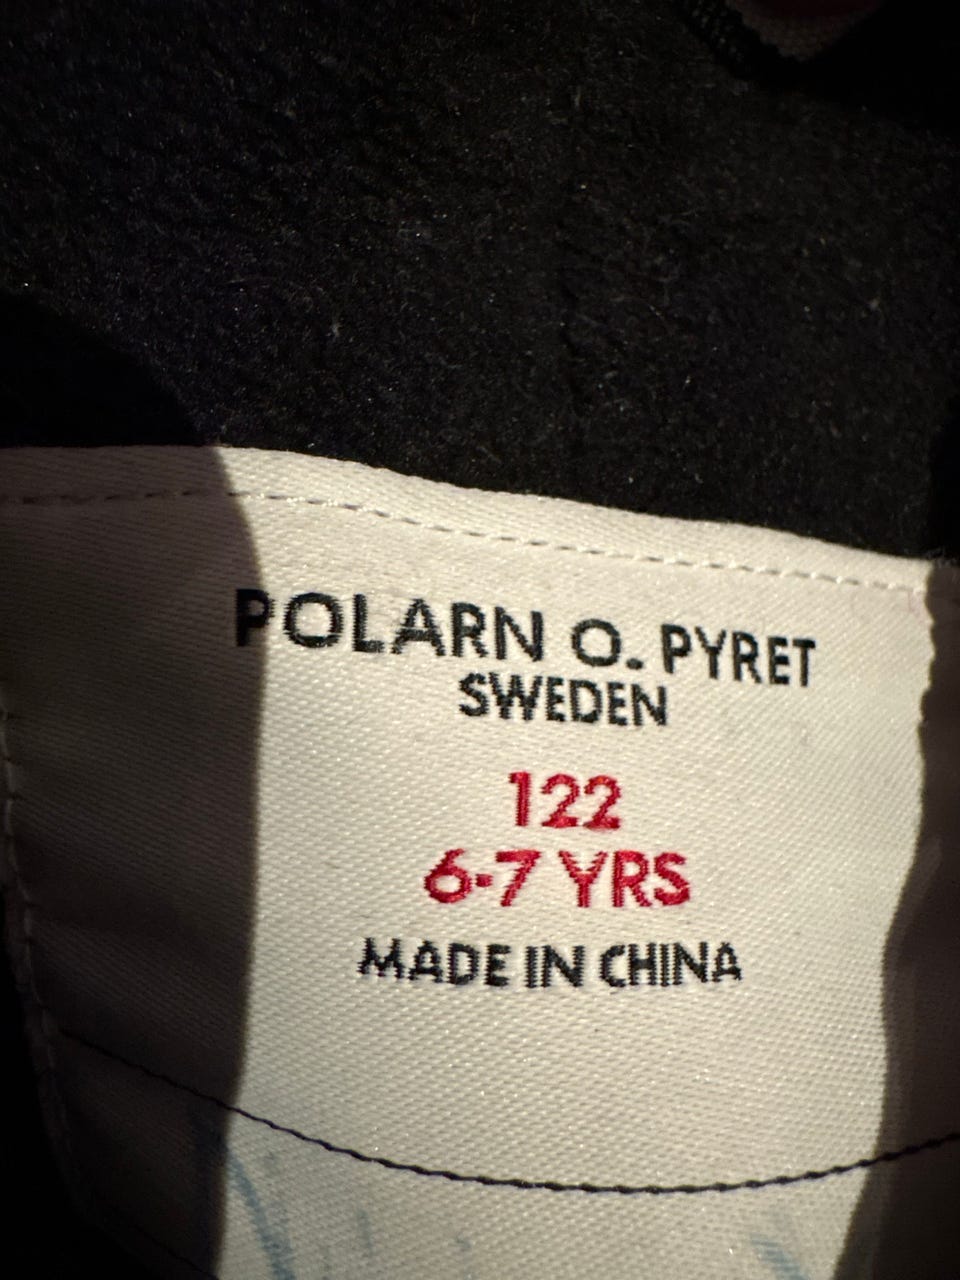 POLARN O. PYRET
SWEDEN
122
6-7 YRS
MADE IN CHINA